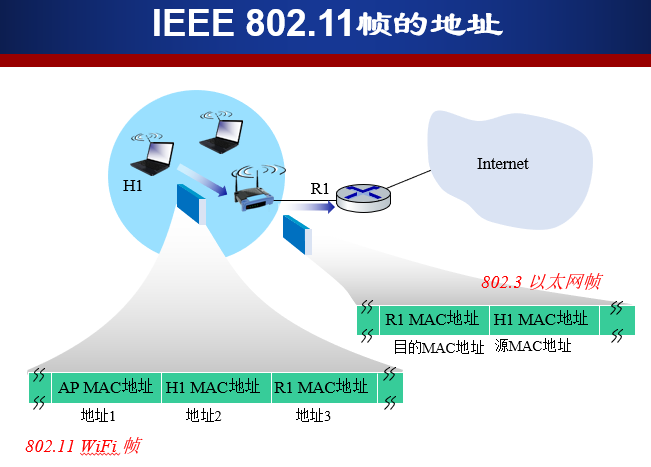 IEEE 802.11帧的地址
Internet
H1
R1
802.3 以太网帧
R1 MAC地址 H1 MAC地址
目的MAC地址 源MAC地址
AP MAC地址 H1 MAC地址 R1 MAC地址
地址1 地址2 地址3
802.11 WiFi 帧